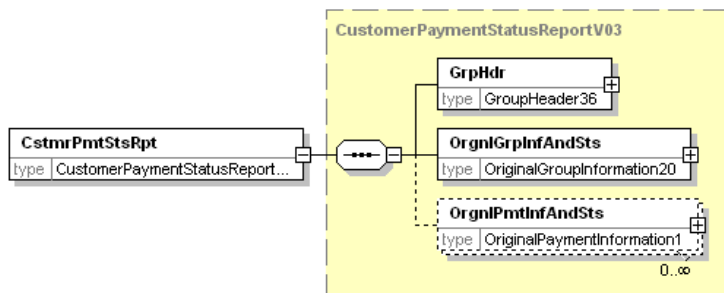 CustomerPaymentStatusReportV03
GrpHdr
type GroupHeader36
CstmrPmtStsRpt
type CustomerPaymentStatusReport...
OrgnlGrpInfAndSts
type OriginalGroupInformation20
OrgnlPmtInfAndSts
type OriginalPaymentInformation1
0..∞